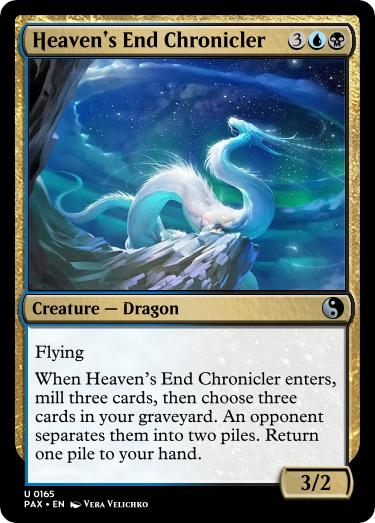 Heaven's End Chronicler 3
Creature — Dragon
Flying
When Heaven's End Chronicler enters,
mill three cards, then choose three
cards in your graveyard. An opponent
separates them into two piles. Return
one pile to your hand.
3/2
U 0165
PAX • EN Vera Velichko